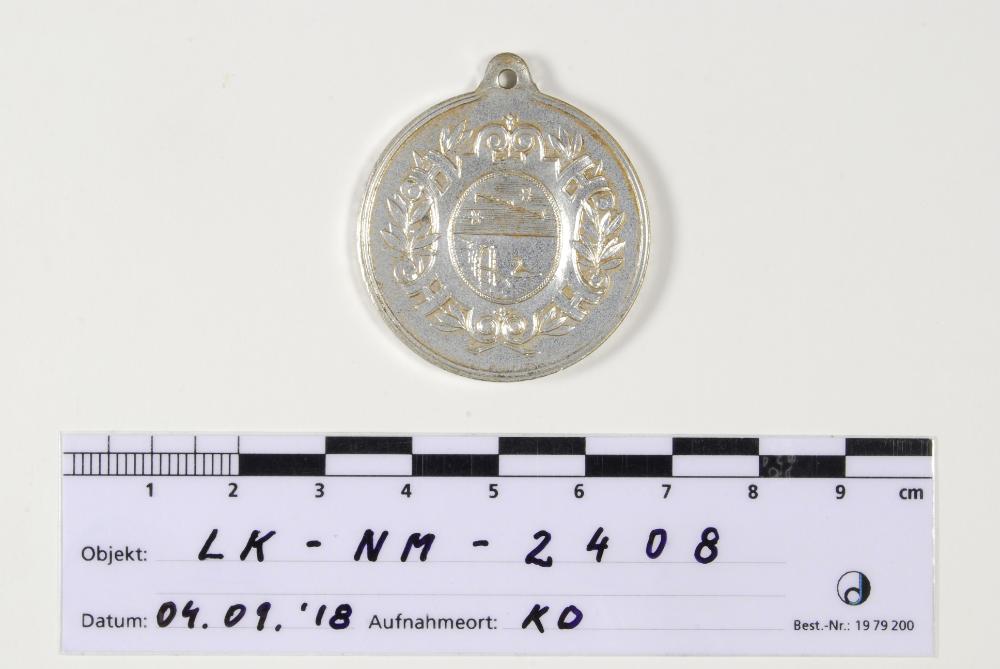 1 2 3 4 5 6 7 8 9 cm
Objekt: LK - NM - 2408
Datum: 04.09.'18 Aufnahmeort: KD
Best.-Nr.: 19 79 200